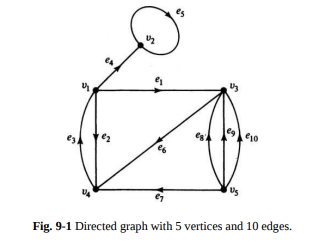 e5
v2
e4
v1 e1 v3
e3 e2 e8 e9 e10
e6
v4 e7 v5
Fig. 9-1 Directed graph with 5 vertices and 10 edges.